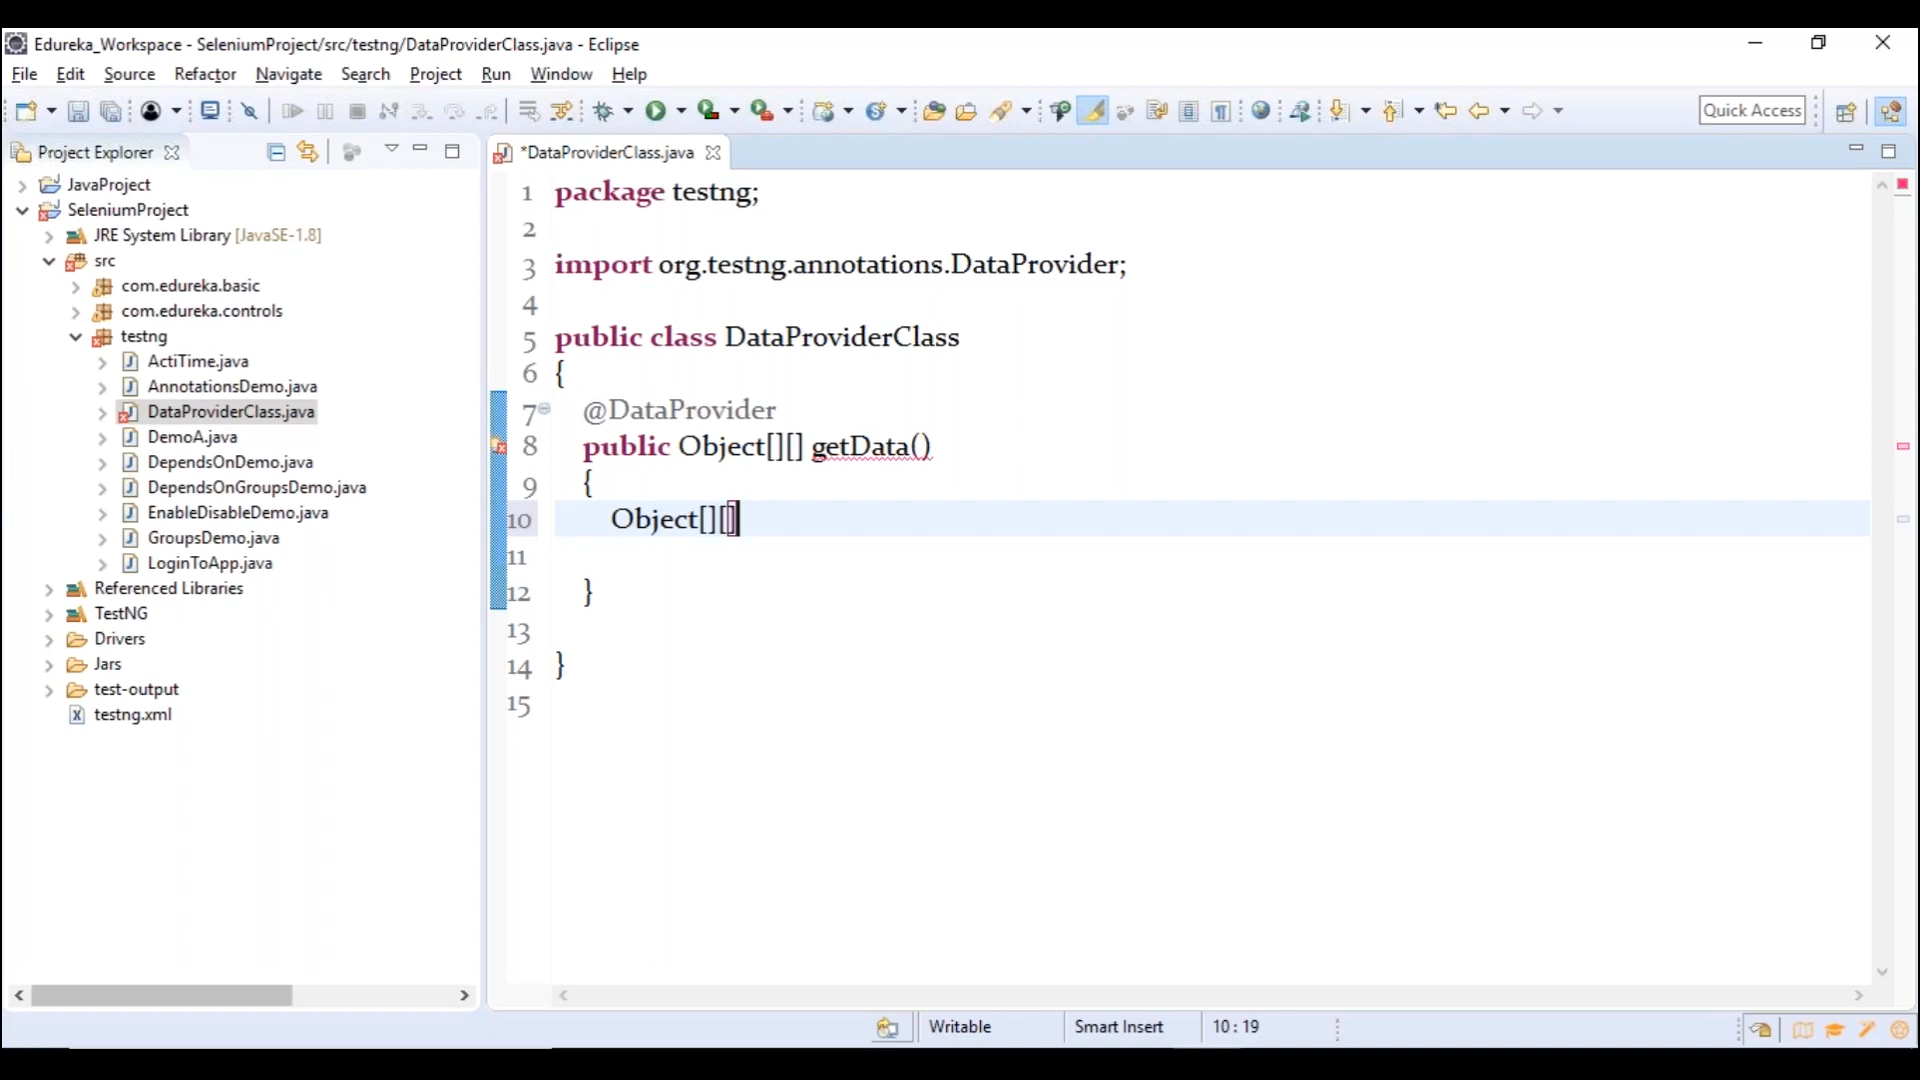 Edureka_Workspace - SeleniumProject/src/testng/DataProviderClass.java - Eclipse
File Edit Source Refactor Navigate Search Project Run Window Help
Quick Access
Project Explorer
*DataProviderClass.java
JavaProject
SeleniumProject
JRE System Library [JavaSE-1.8]
src
com.edureka.basic
com.edureka.controls
testng
ActiTime.java
AnnotationsDemo.java
DataProviderClass.java
DemoA.java
DependsOnDemo.java
DependsOnGroupsDemo.java
EnableDisableDemo.java
GroupsDemo.java
LoginToApp.java
Referenced Libraries
TestNG
Drivers
Jars
test-output
testng.xml
1 package testng;
2
3 import org.testng.annotations.DataProvider;
4
5 public class DataProviderClass
6 {
7 @DataProvider
8 public Object[][] getData()
9 {
10 Object[][]
11
12 }
13
14 }
15
Writable Smart Insert 10 : 19